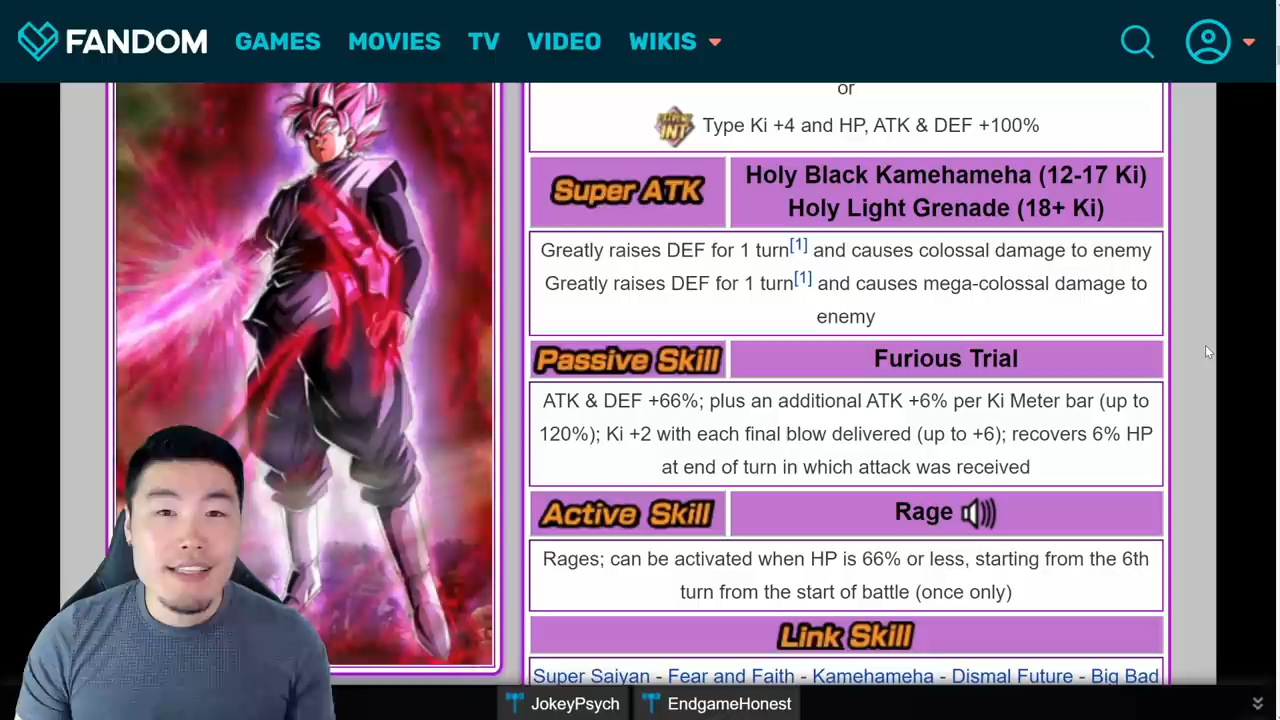 FANDOM GAMES MOVIES TV VIDEO WIKIS
or
Type Ki +4 and HP, ATK & DEF +100%
Super ATK
Holy Black Kamehameha (12-17 Ki)
Holy Light Grenade (18+ Ki)
Greatly raises DEF for 1 turn[1] and causes colossal damage to enemy
Greatly raises DEF for 1 turn[1] and causes mega-colossal damage to
enemy
Passive Skill
Furious Trial
ATK & DEF +66%; plus an additional ATK +6% per Ki Meter bar (up to
120%); Ki +2 with each final blow delivered (up to +6); recovers 6% HP
at end of turn in which attack was received
Active Skill
Rage
Rages; can be activated when HP is 66% or less, starting from the 6th
turn from the start of battle (once only)
Link Skill
Super Saiyan - Fear and Faith - Kamehameha - Dismal Future - Big Bad
JokeyPsych EndgameHonest